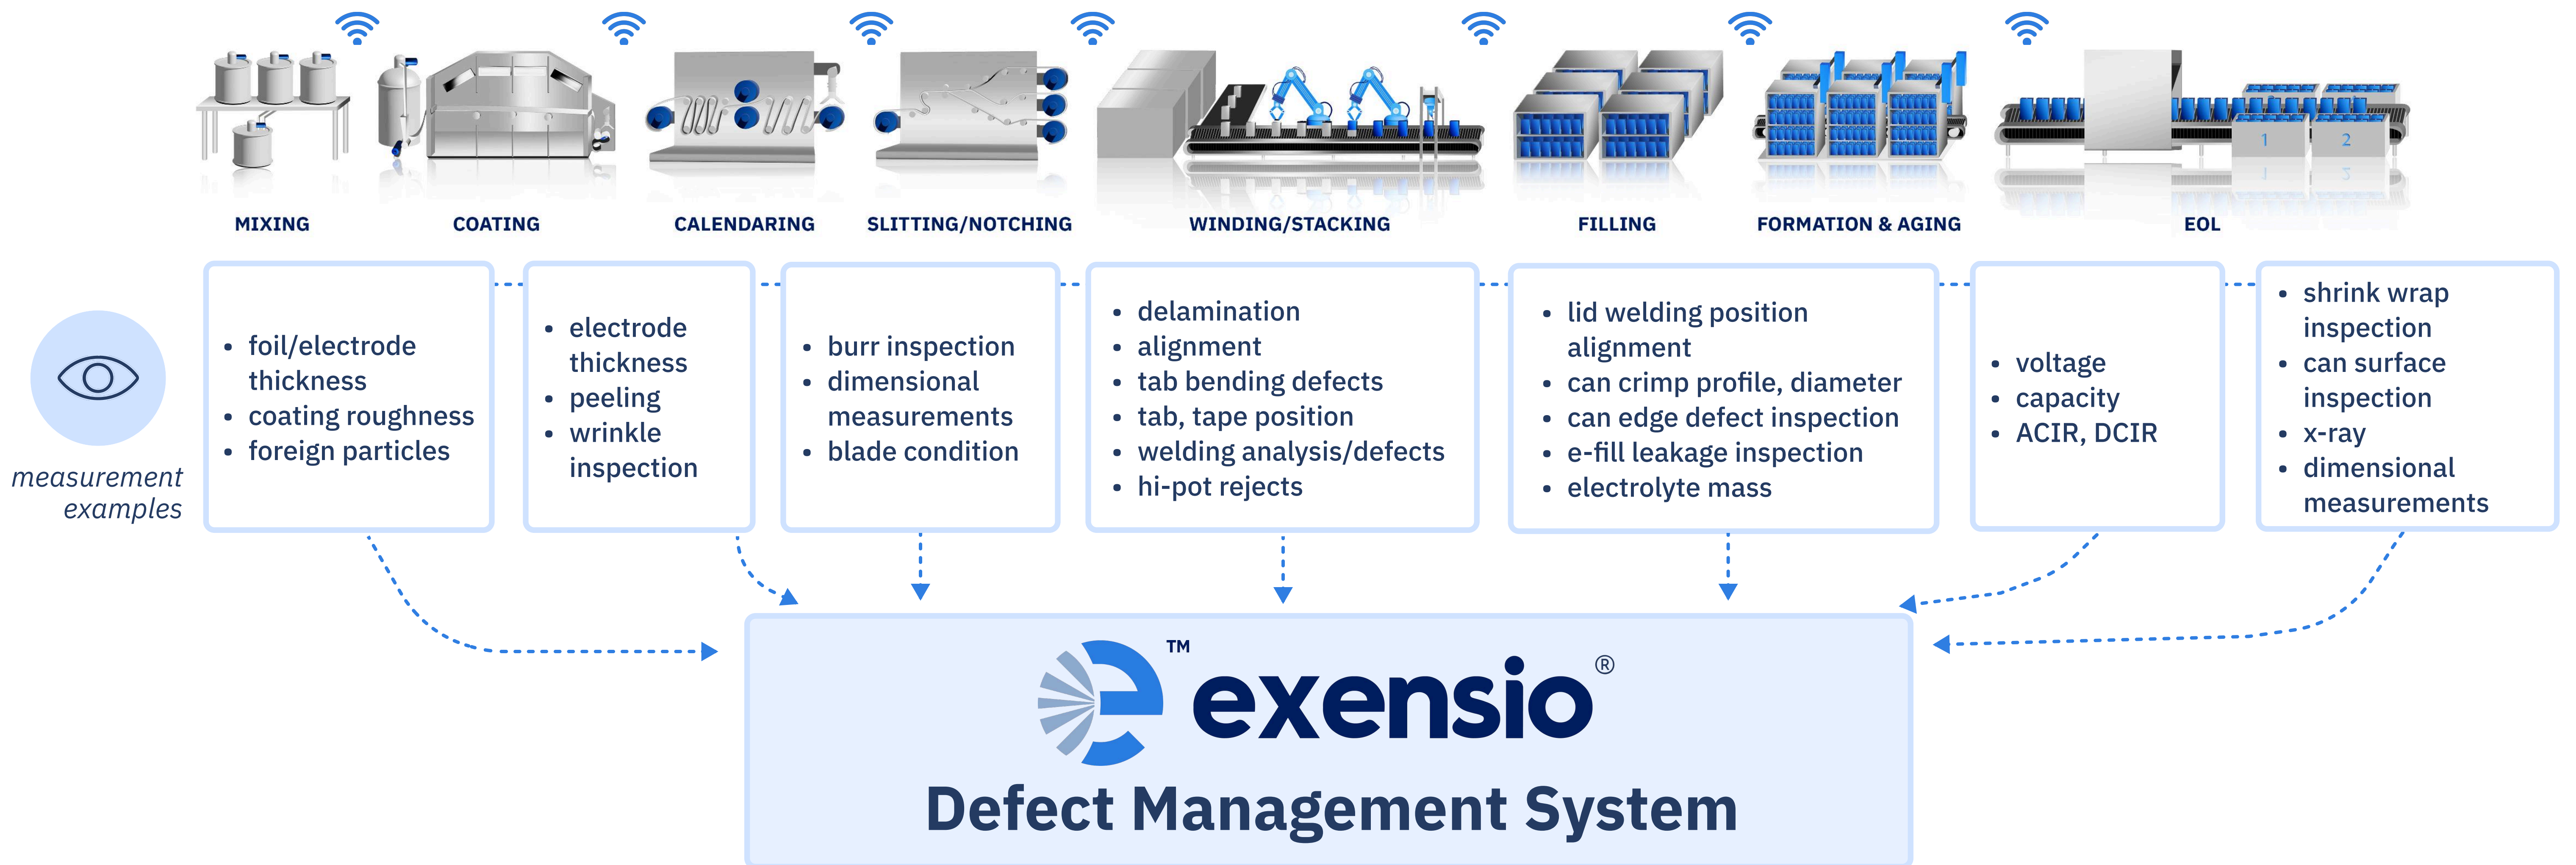 MIXING
COATING
CALENDARING
SLITTING/NOTCHING
WINDING/STACKING
FILLING
FORMATION & AGING
EOL
1
2
measurement
examples
• foil/electrode
thickness
• coating roughness
• foreign particles
• electrode
thickness
• peeling
• wrinkle
inspection
• burr inspection
• dimensional
measurements
• blade condition
• delamination
• alignment
• tab bending defects
• tab, tape position
• welding analysis/defects
• hi-pot rejects
• lid welding position
alignment
• can crimp profile, diameter
• can edge defect inspection
• e-fill leakage inspection
• electrolyte mass
• voltage
• capacity
• ACIR, DCIR
• shrink wrap
inspection
• can surface
inspection
• x-ray
• dimensional
measurements
e™ exensio®
Defect Management System